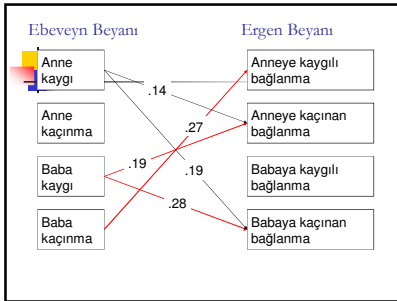 Ebeveyn Beyanı
Ergen Beyanı
Anne
kaygı
Anne
kaçınma
Baba
kaygı
Baba
kaçınma
.14
.27
.19
.19
.28
Anneye kaygılı
bağlanma
Anneye kaçınan
bağlanma
Babaya kaygılı
bağlanma
Babaya kaçınan
bağlanma